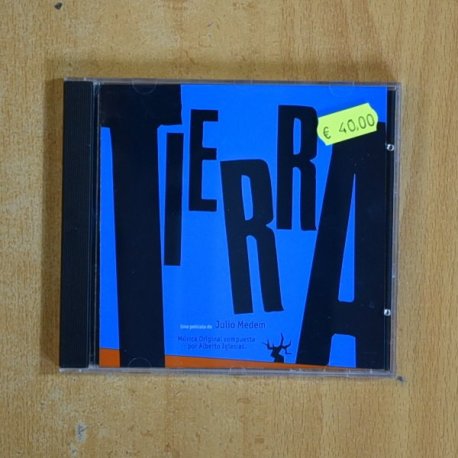 TIERRA
€ 40.00
Una película de Julio Medem
Música Original compuesta
por Alberto Iglesias.